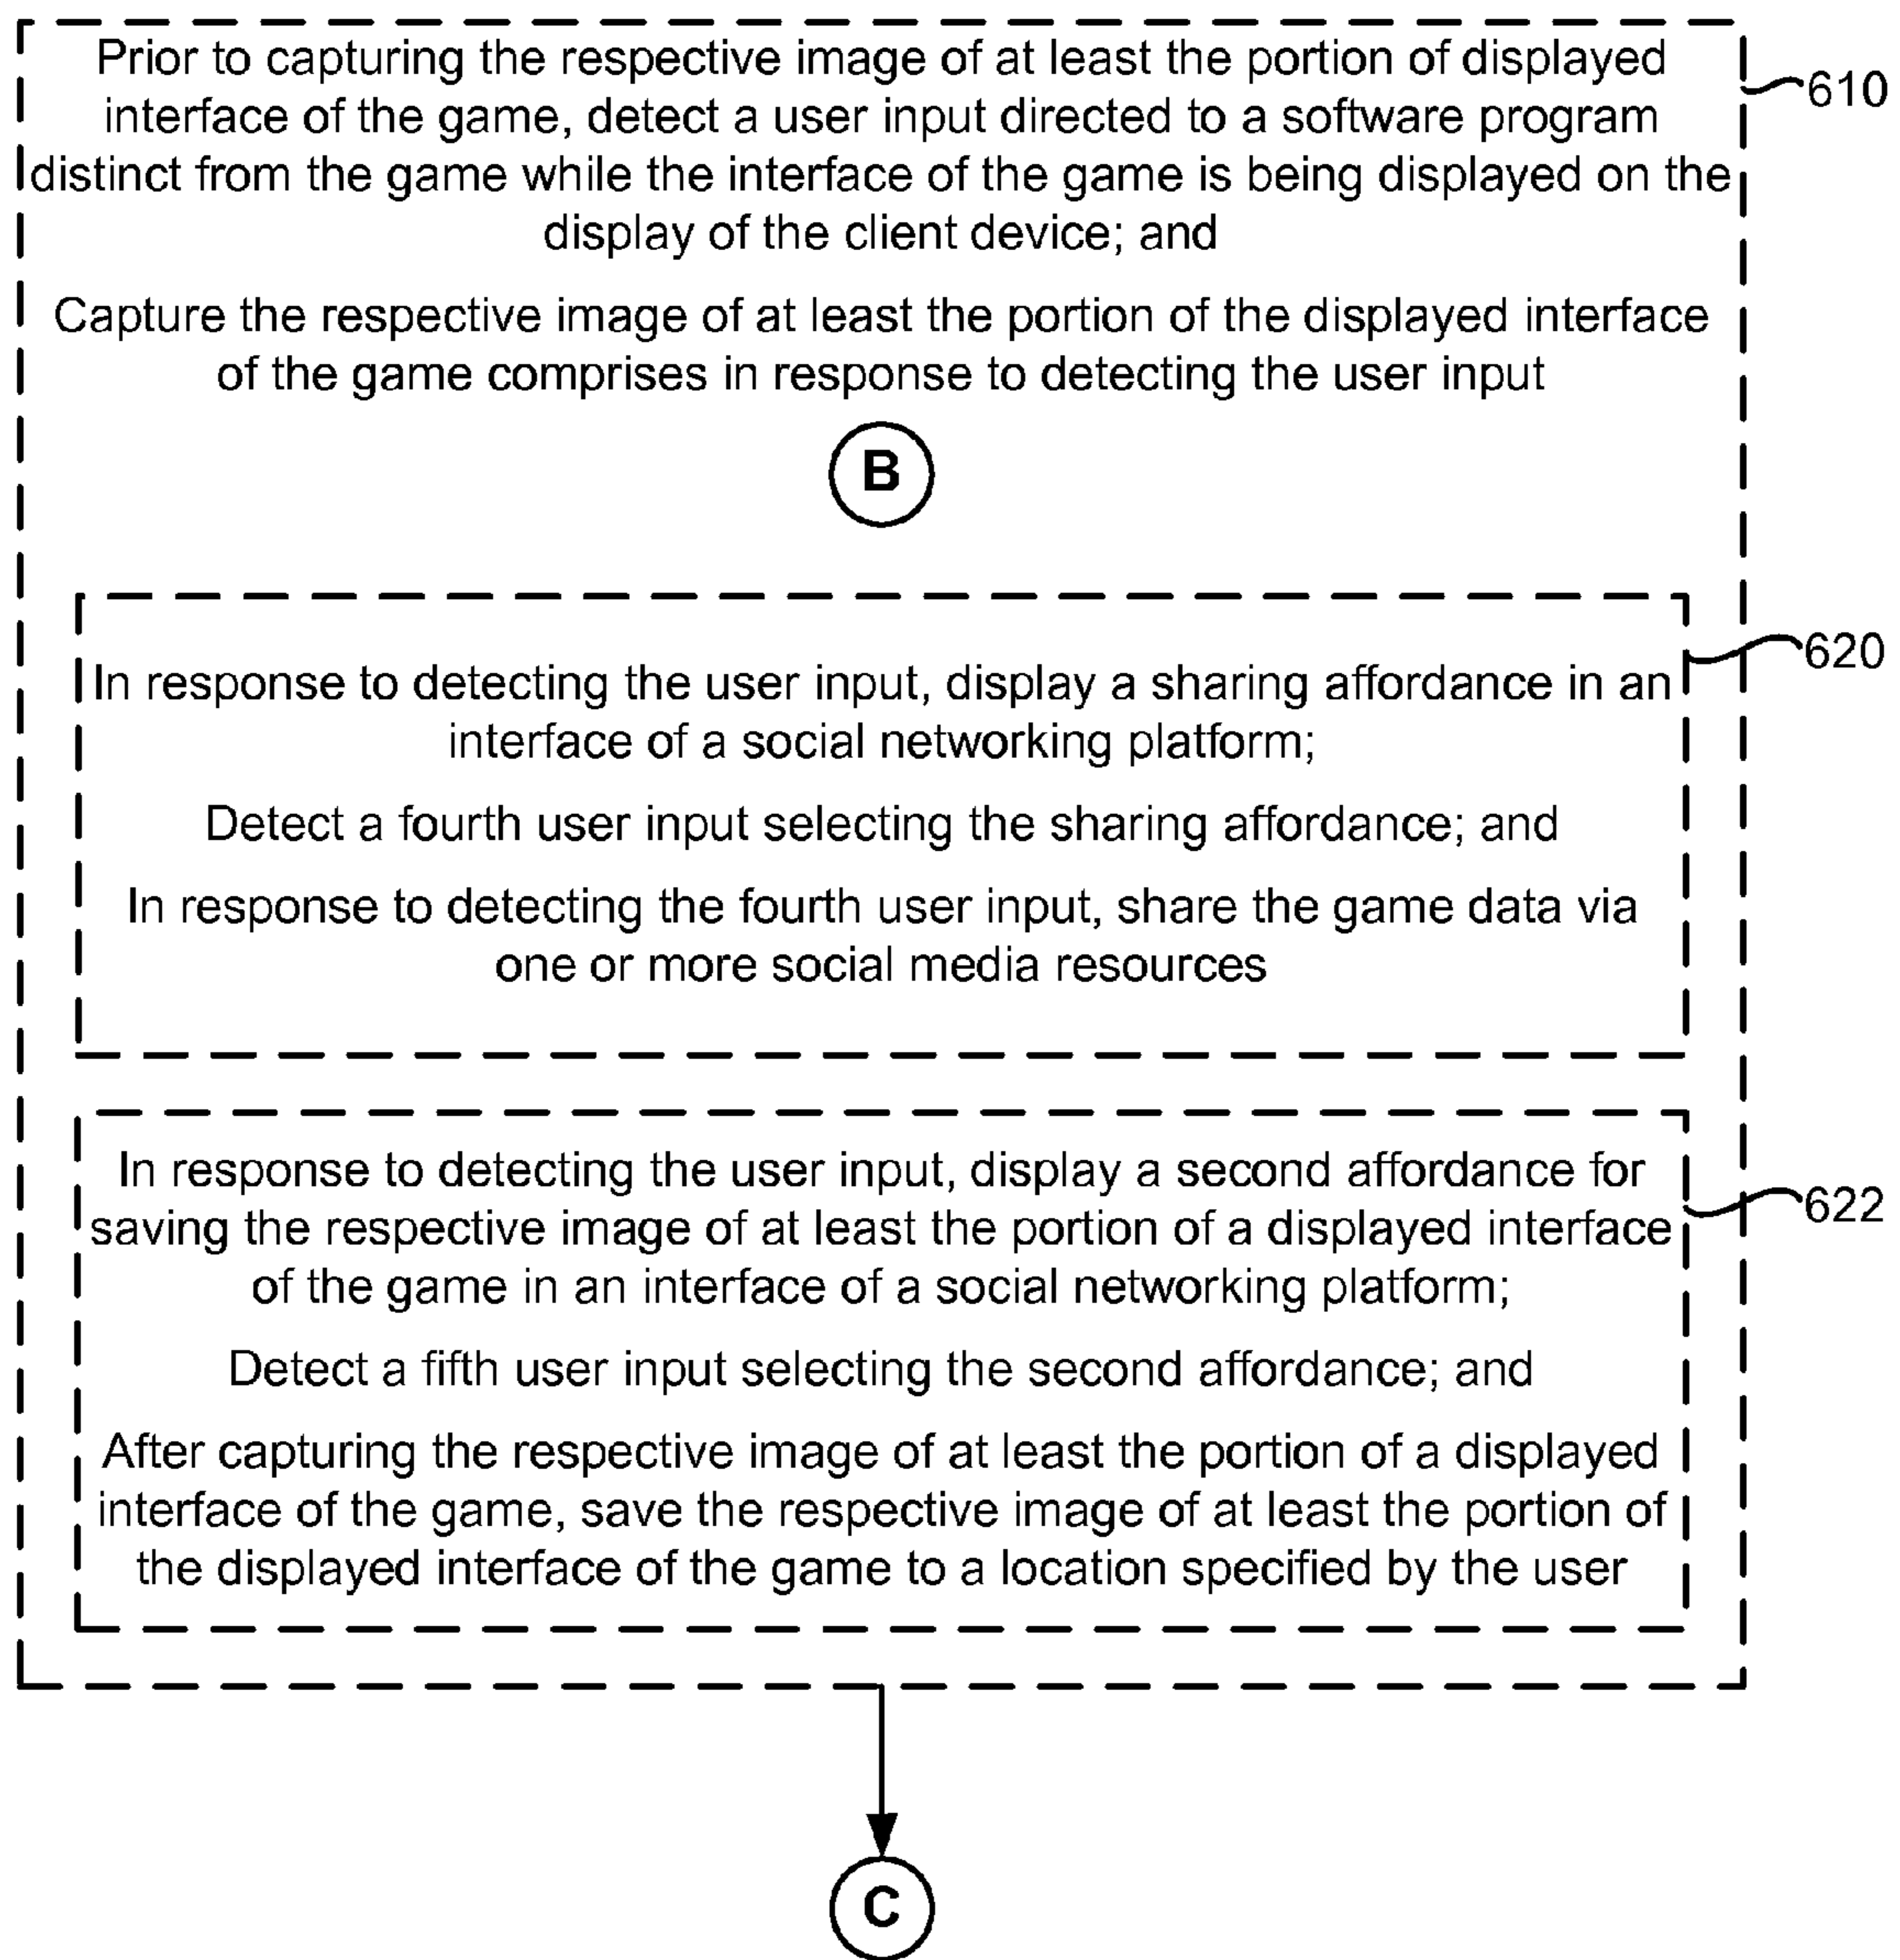 Prior to capturing the respective image of at least the portion of displayed
interface of the game, detect a user input directed to a software program
distinct from the game while the interface of the game is being displayed on the
display of the client device; and
610
Capture the respective image of at least the portion of the displayed interface
of the game comprises in response to detecting the user input
B
In response to detecting the user input, display a sharing affordance in an
interface of a social networking platform;
620
Detect a fourth user input selecting the sharing affordance; and
In response to detecting the fourth user input, share the game data via
one or more social media resources
In response to detecting the user input, display a second affordance for
saving the respective image of at least the portion of a displayed interface
of the game in an interface of a social networking platform;
622
Detect a fifth user input selecting the second affordance; and
After capturing the respective image of at least the portion of a displayed
interface of the game, save the respective image of at least the portion of
the displayed interface of the game to a location specified by the user
C